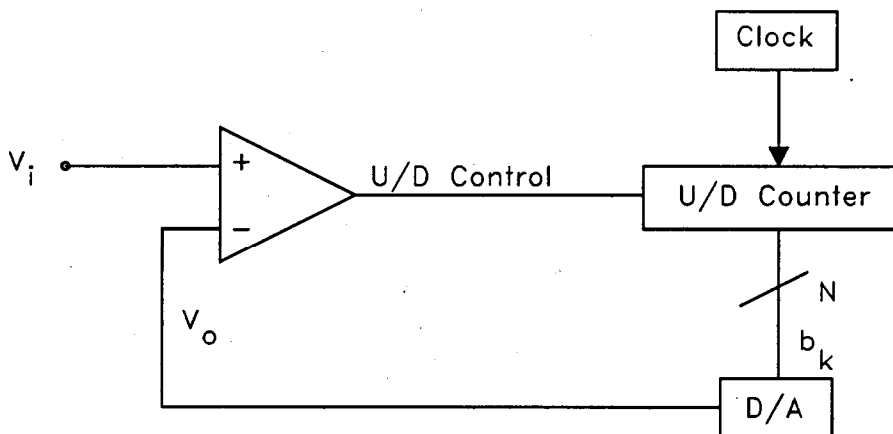 Clock
V_i
+
U/D Control
U/D Counter
−
N
V_o
b_k
D/A